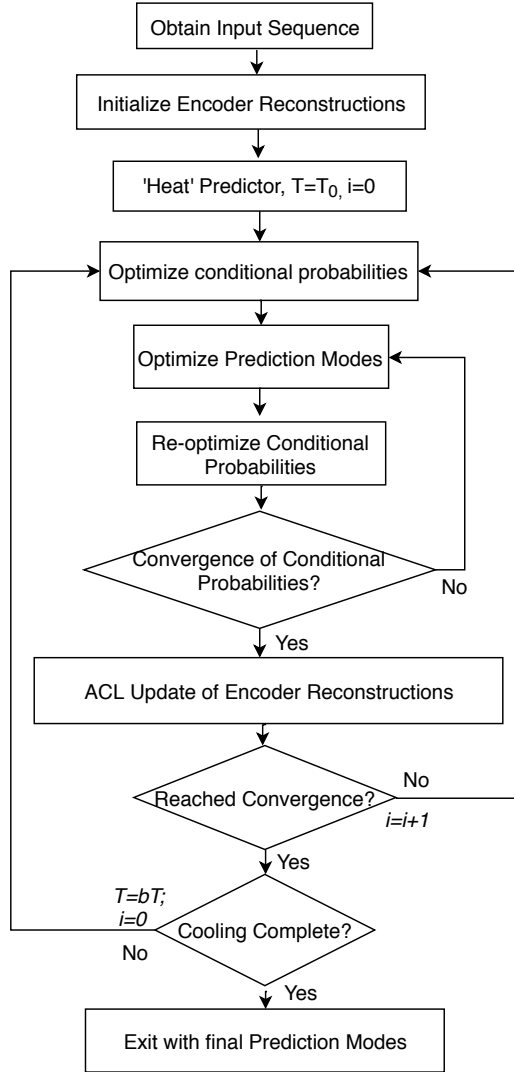 Obtain Input Sequence
Initialize Encoder Reconstructions
'Heat' Predictor, T=T0, i=0
Optimize conditional probabilities
Optimize Prediction Modes
Re-optimize Conditional
Probabilities
Convergence of Conditional
Probabilities?
No
Yes
ACL Update of Encoder Reconstructions
No
Reached Convergence?
i=i+1
Yes
T=bT;
i=0
Cooling Complete?
No
Yes
Exit with final Prediction Modes